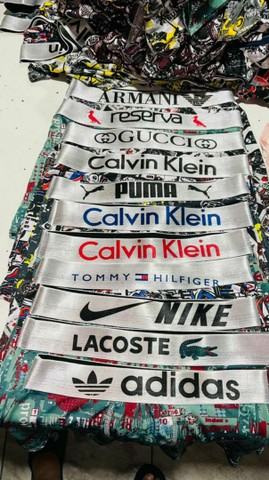 ARMANI
reserva
GUCCI
Calvin Klein
PUMA
Calvin Klein
Calvin Klein
TOMMY HILFIGER
NIKE
LACOSTE
adidas